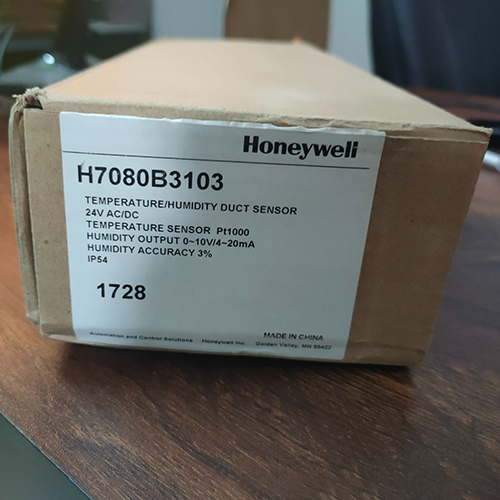 Honeywell
H7080B3103
TEMPERATURE/HUMIDITY DUCT SENSOR
24V AC/DC
TEMPERATURE SENSOR Pt1000
HUMIDITY OUTPUT 0~10V/4~20mA
HUMIDITY ACCURACY 3%
IP54
1728
MADE IN CHINA
Automation and Control Solutions Honeywell Inc. Golden Valley, MN 55422